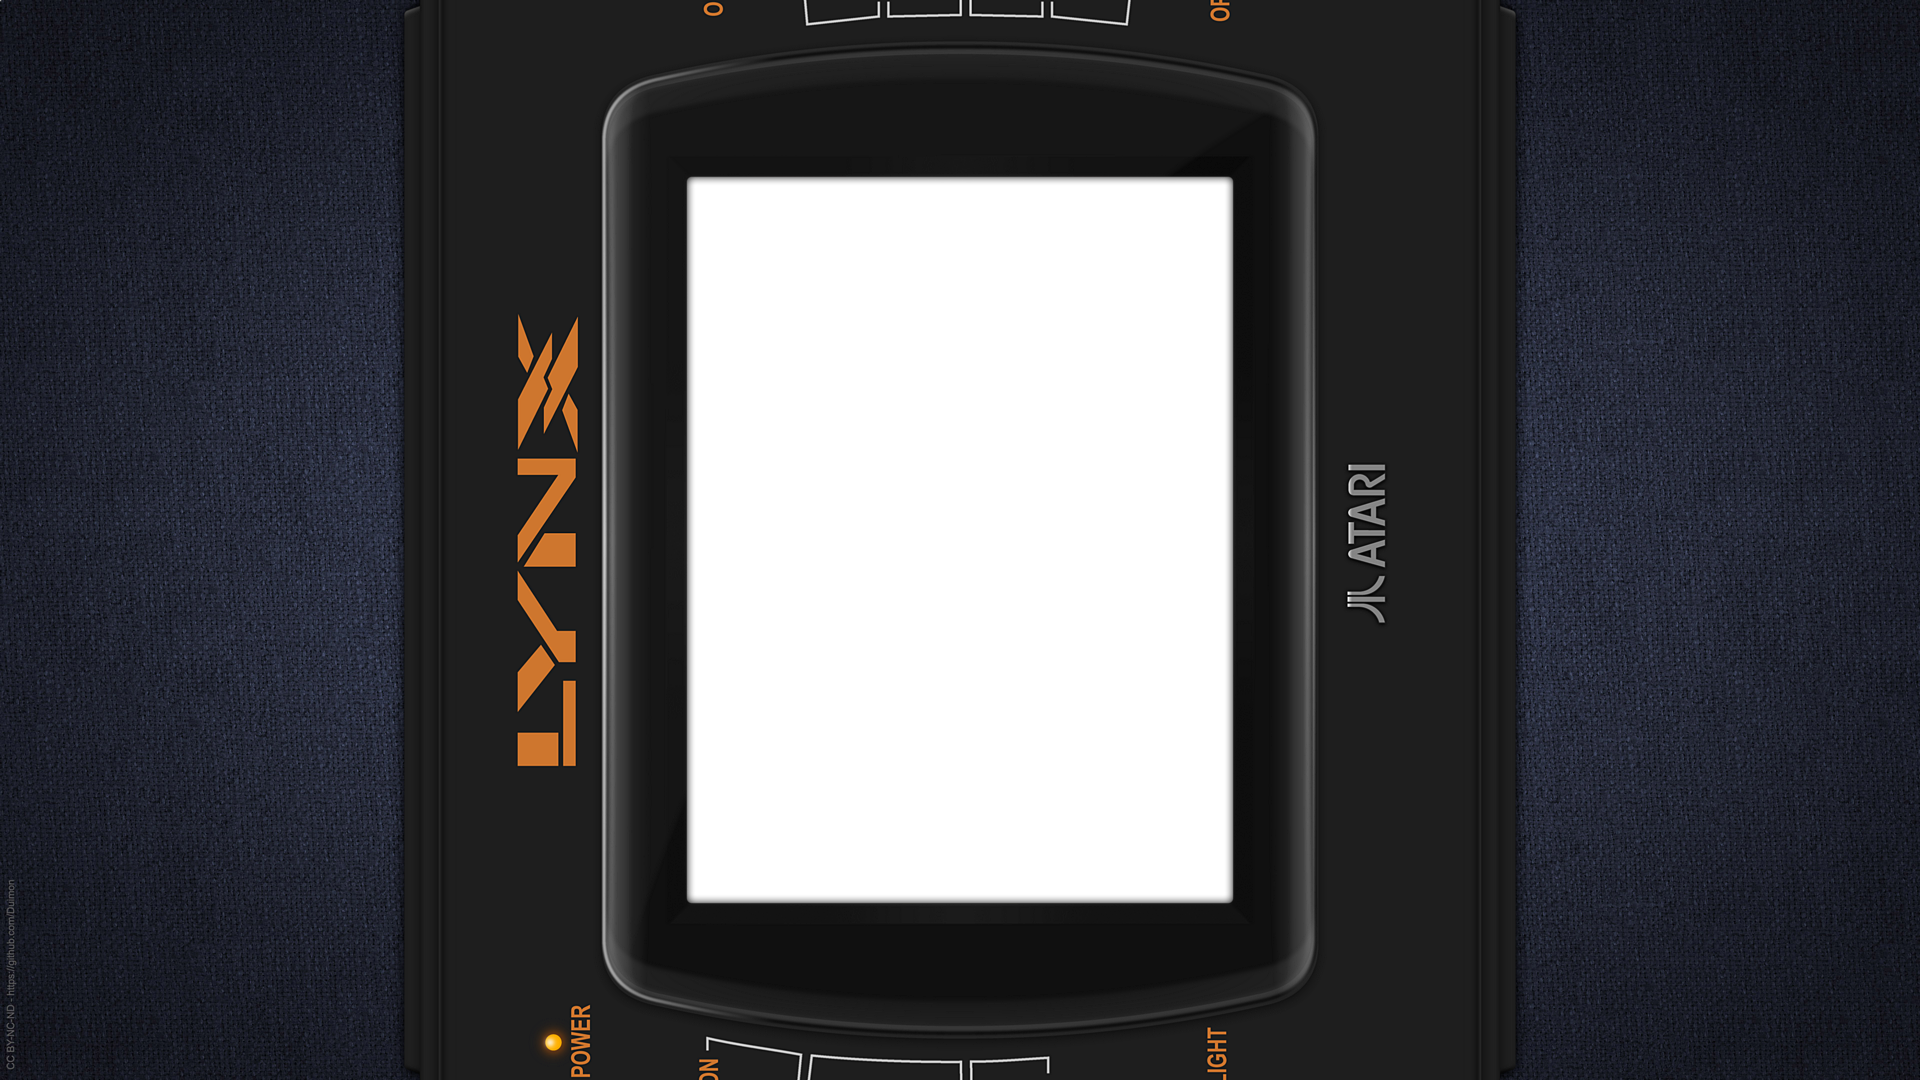 LYNX
ATARI
POWER
ON
LIGHT
CC BY-NC-ND - https://github.com/Duimon